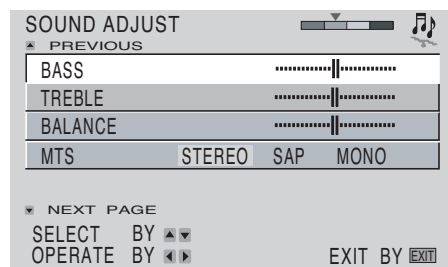 SOUND ADJUST
PREVIOUS
BASS
TREBLE
BALANCE
MTS STEREO SAP MONO
NEXT PAGE
SELECT BY
OPERATE BY
EXIT BY EXIT